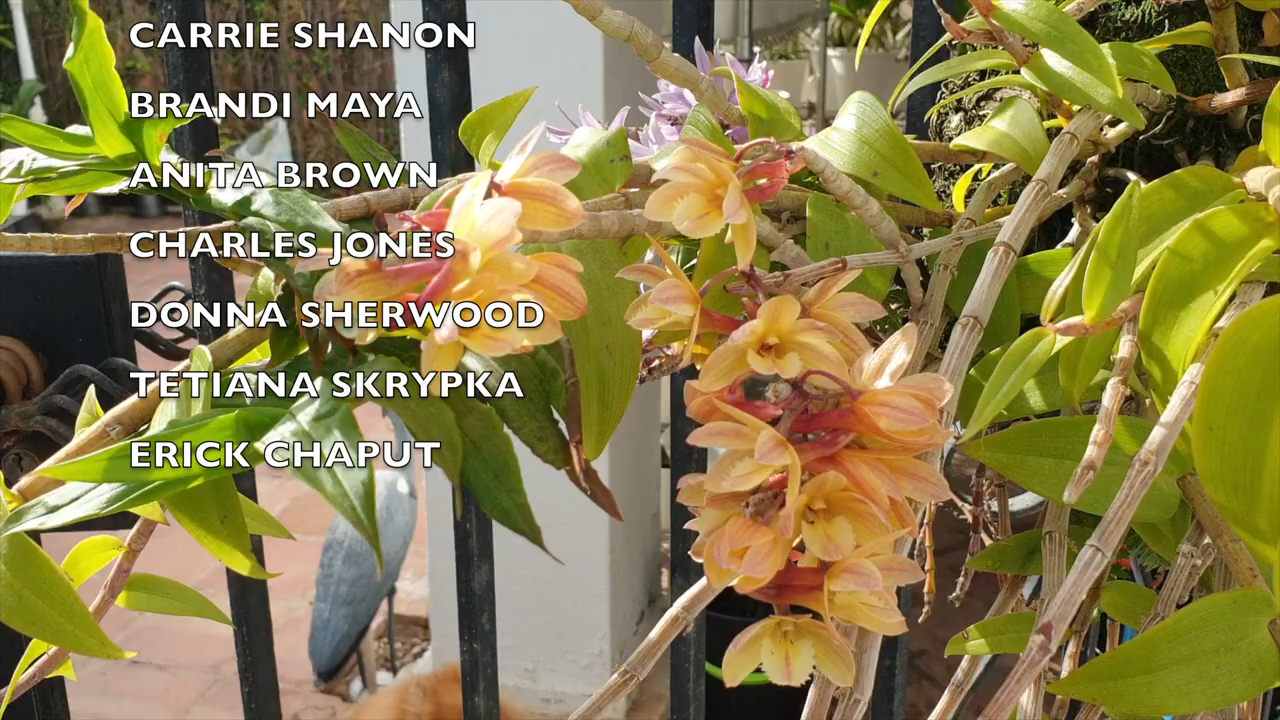 CARRIE SHANON
BRANDI MAYA
ANITA BROWN
CHARLES JONES
DONNA SHERWOOD
TETIANA SKRYPKA
ERICK CHAPUT